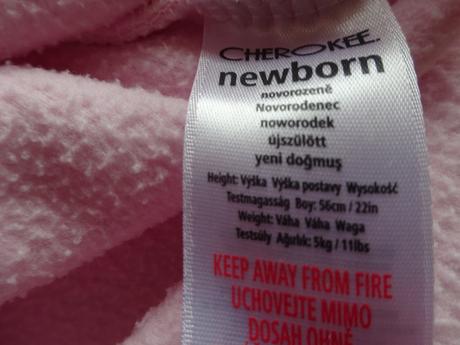 CHEROKEE.
newborn
novorozeně
Novorodenec
noworodek
újszülött
yeni doğmuş
Height: Výška Výška postavy Wysokość
Testmagasság Boy: 56cm / 22in
Weight: Váha Váha Waga
Testsúly Ağırlık: 5kg / 11lbs
KEEP AWAY FROM FIRE
UCHOVEJTE MIMO
DOSAH OHNĚ